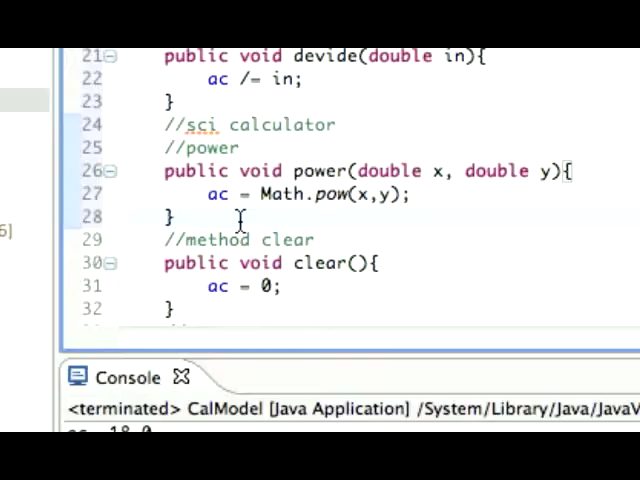 21 public void devide(double in){
22 ac /= in;
23 }
24 //sci calculator
25 //power
26 public void power(double x, double y){
27 ac = Math.pow(x,y);
28 }
6]
29 //method clear
30 public void clear(){
31 ac = 0;
32 }
Console
<terminated> CalModel [Java Application] /System/Library/Java/JavaV